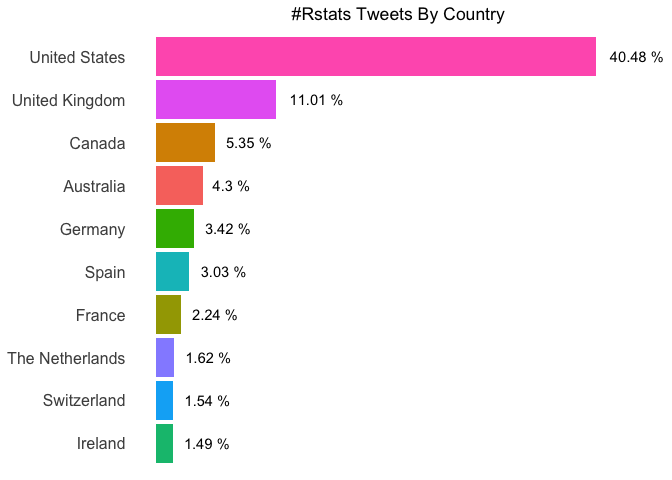 #Rstats Tweets By Country
United States 40.48 %
United Kingdom 11.01 %
Canada 5.35 %
Australia 4.3 %
Germany 3.42 %
Spain 3.03 %
France 2.24 %
The Netherlands 1.62 %
Switzerland 1.54 %
Ireland 1.49 %